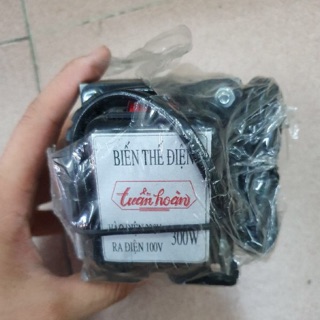 BIẾN THẾ ĐIỆN
tuấn hoàn
300W
RA ĐIỆN 100V